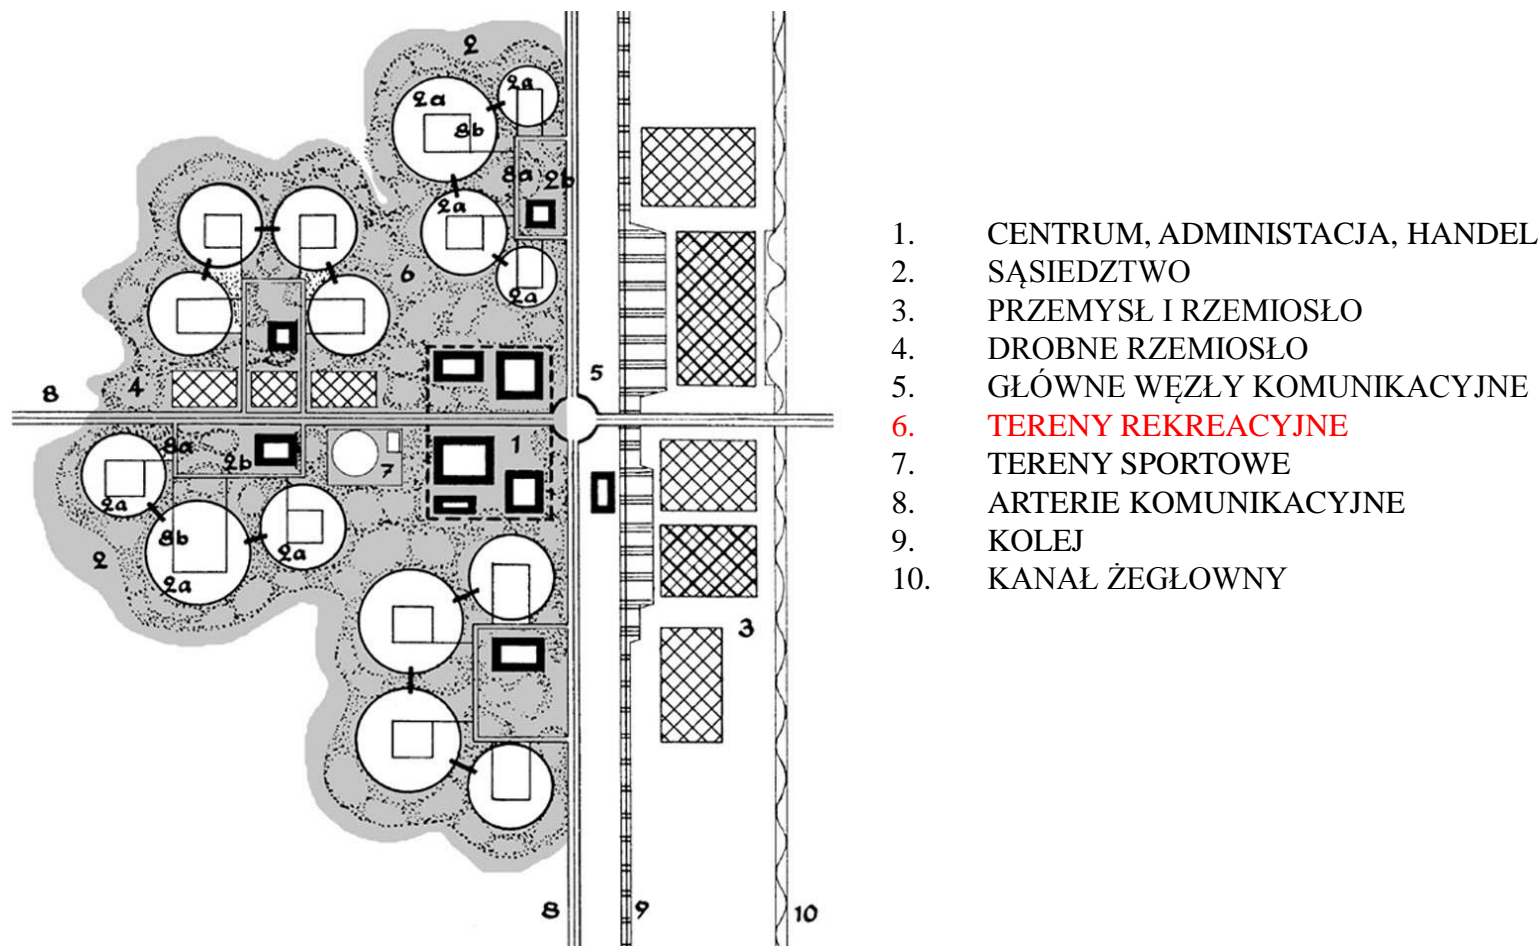 2
2a
2a
8b
8a
2b
2a
6
2a
5
4
8
1
8a
2b
7
2a
8b
2a
2
2a
3
8
9
10
1. CENTRUM, ADMINISTACJA, HANDEL
2. SĄSIEDZTWO
3. PRZEMYSŁ I RZEMIOSŁO
4. DROBNE RZEMIOSŁO
5. GŁÓWNE WĘZŁY KOMUNIKACYJNE
6. TERENY REKREACYJNE
7. TERENY SPORTOWE
8. ARTERIE KOMUNIKACYJNE
9. KOLEJ
10. KANAŁ ŻEGŁOWNY